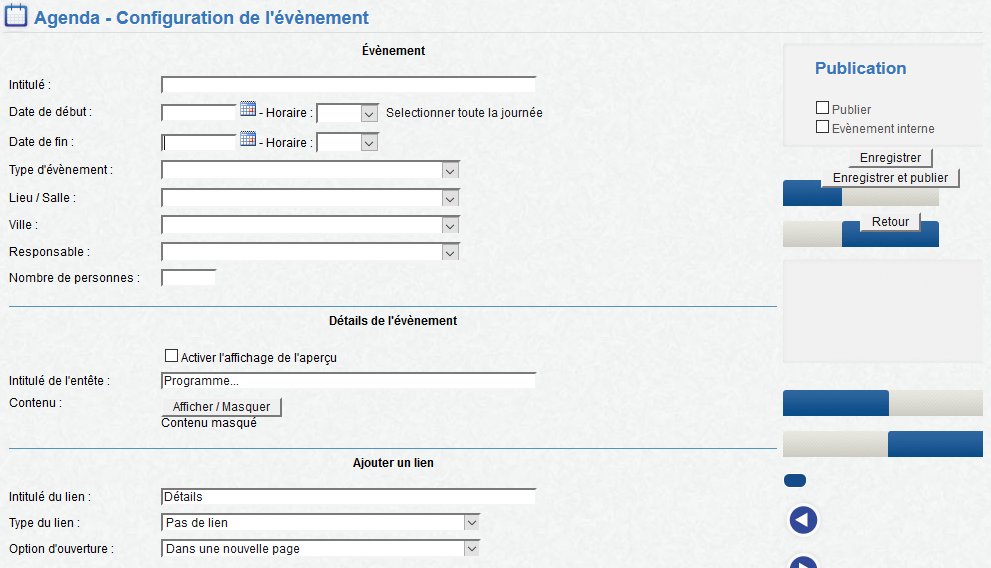 Agenda - Configuration de l'évènement
Évènement
Intitulé :
Date de début : - Horaire : Selectionner toute la journée
Date de fin : - Horaire :
Type d'évènement :
Lieu / Salle :
Ville :
Responsable :
Nombre de personnes :
Détails de l'évènement
Activer l'affichage de l'aperçu
Intitulé de l'entête : Programme...
Contenu : Afficher / Masquer
Contenu masqué
Ajouter un lien
Intitulé du lien : Détails
Type du lien : Pas de lien
Option d'ouverture : Dans une nouvelle page
Publication
Publier
Evènement interne
Enregistrer
Enregistrer et publier
Retour